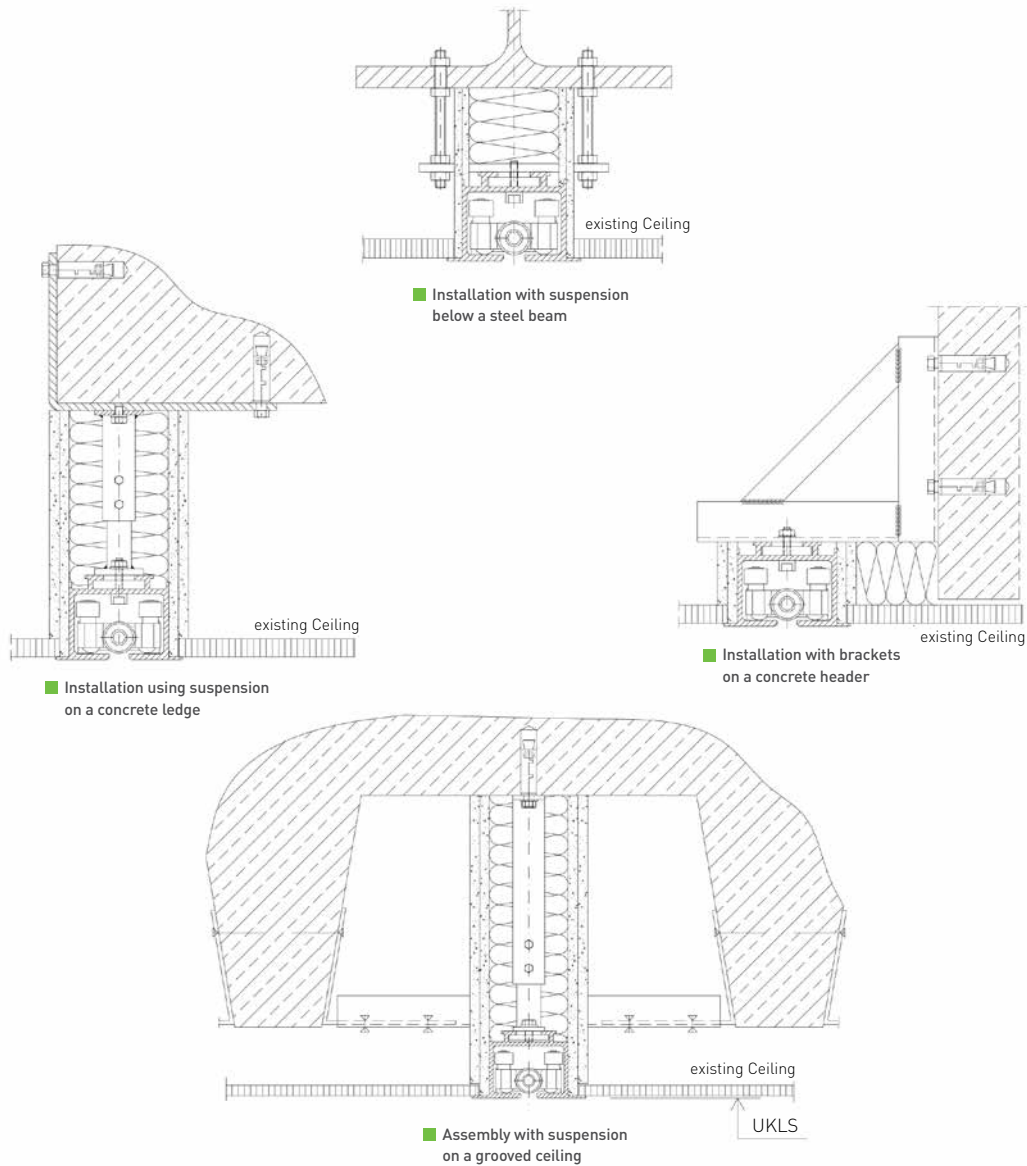 existing Ceiling
Installation with suspension
below a steel beam
existing Ceiling
Installation using suspension
on a concrete ledge
existing Ceiling
Installation with brackets
on a concrete header
existing Ceiling
UKLS
Assembly with suspension
on a grooved ceiling